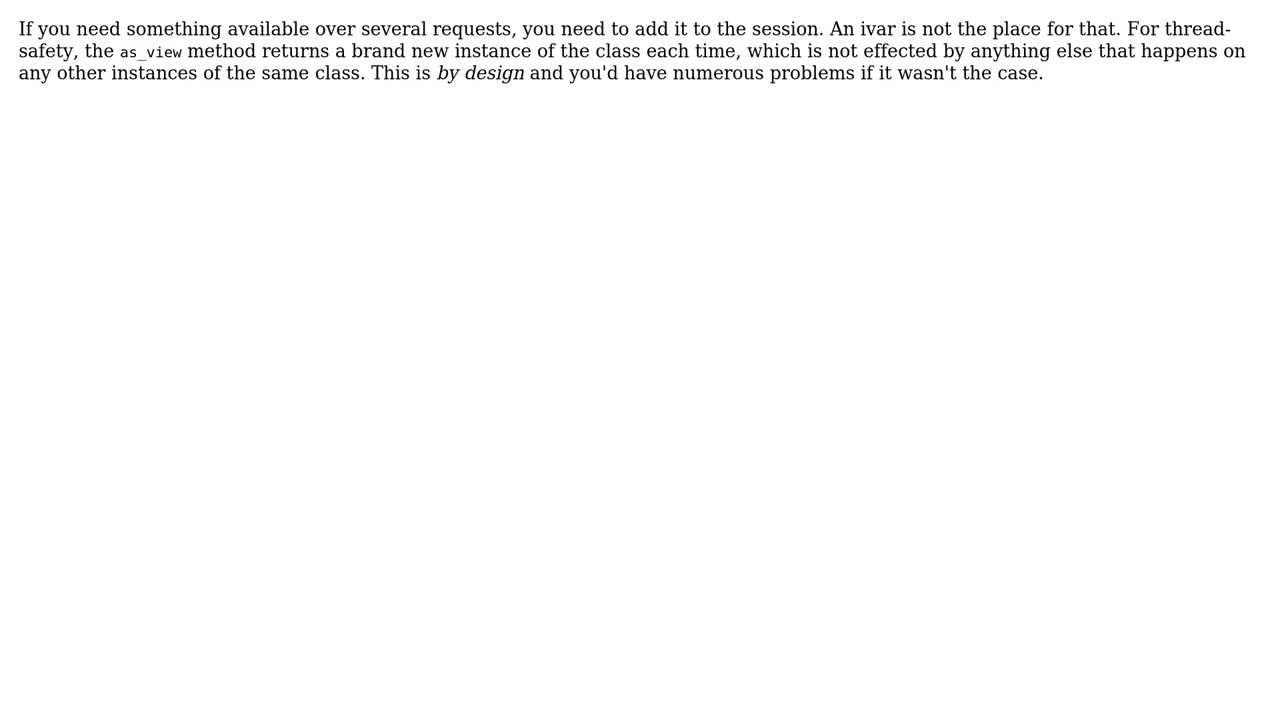 If you need something available over several requests, you need to add it to the session. An ivar is not the place for that. For thread-
safety, the as_view method returns a brand new instance of the class each time, which is not effected by anything else that happens on
any other instances of the same class. This is by design and you'd have numerous problems if it wasn't the case.